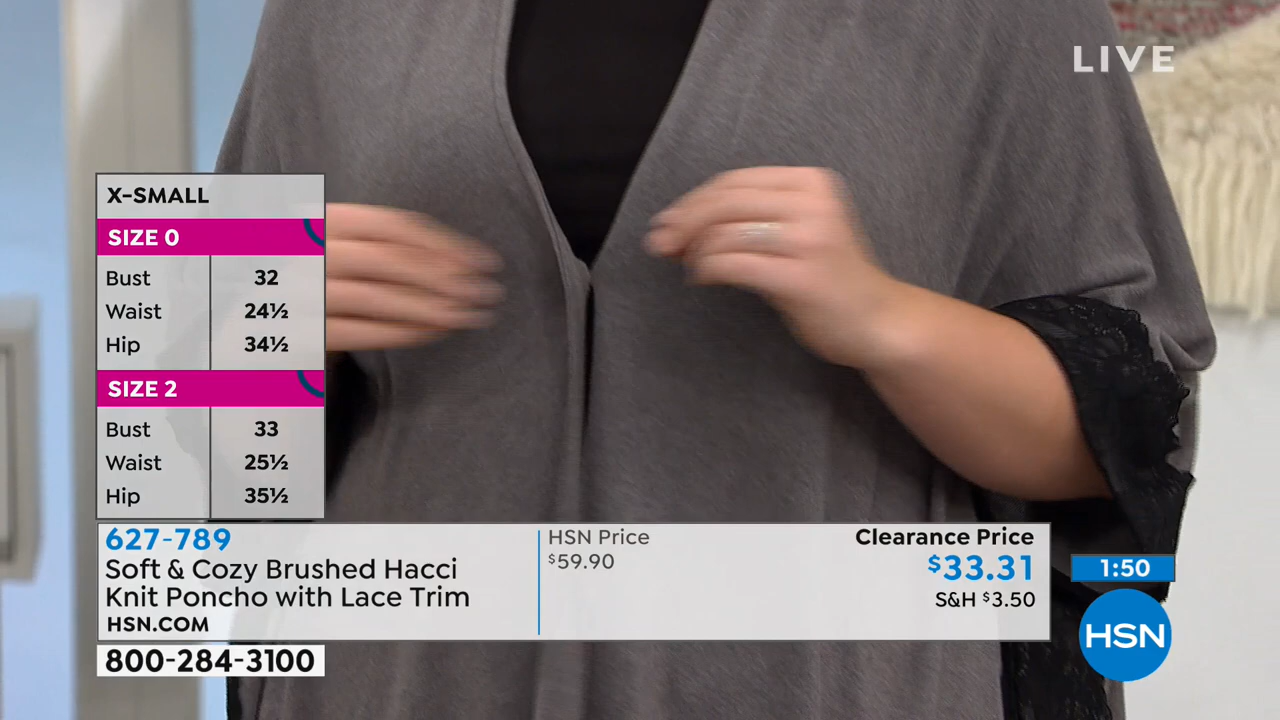 LIVE
X-SMALL
SIZE 0
Bust 32
Waist 24½
Hip 34½
SIZE 2
Bust 33
Waist 25½
Hip 35½
627-789
Soft & Cozy Brushed Hacci
Knit Poncho with Lace Trim
HSN.COM
HSN Price
$59.90
Clearance Price
$33.31
S&H $3.50
1:50
HSN
800-284-3100